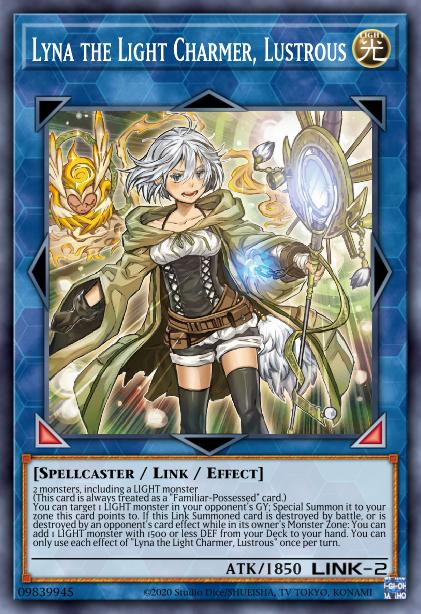 Lyna the Light Charmer, Lustrous
LIGHT
光
[Spellcaster / Link / Effect]
2 monsters, including a LIGHT monster
(This card is always treated as a "Familiar-Possessed" card.)
You can target 1 LIGHT monster in your opponent's GY; Special Summon it to
your zone this card points to. If this Link Summoned card is destroyed by battle, or is
destroyed by an opponent's card effect while in its owner's Monster Zone: You can
add 1 LIGHT monster with 1500 or less DEF from your Deck to your hand. You can
only use each effect of "Lyna the Light Charmer, Lustrous" once per turn.
ATK/1850 LINK-2
09839945 ©2020 Studio Dice/SHUEISHA, TV TOKYO, KONAMI